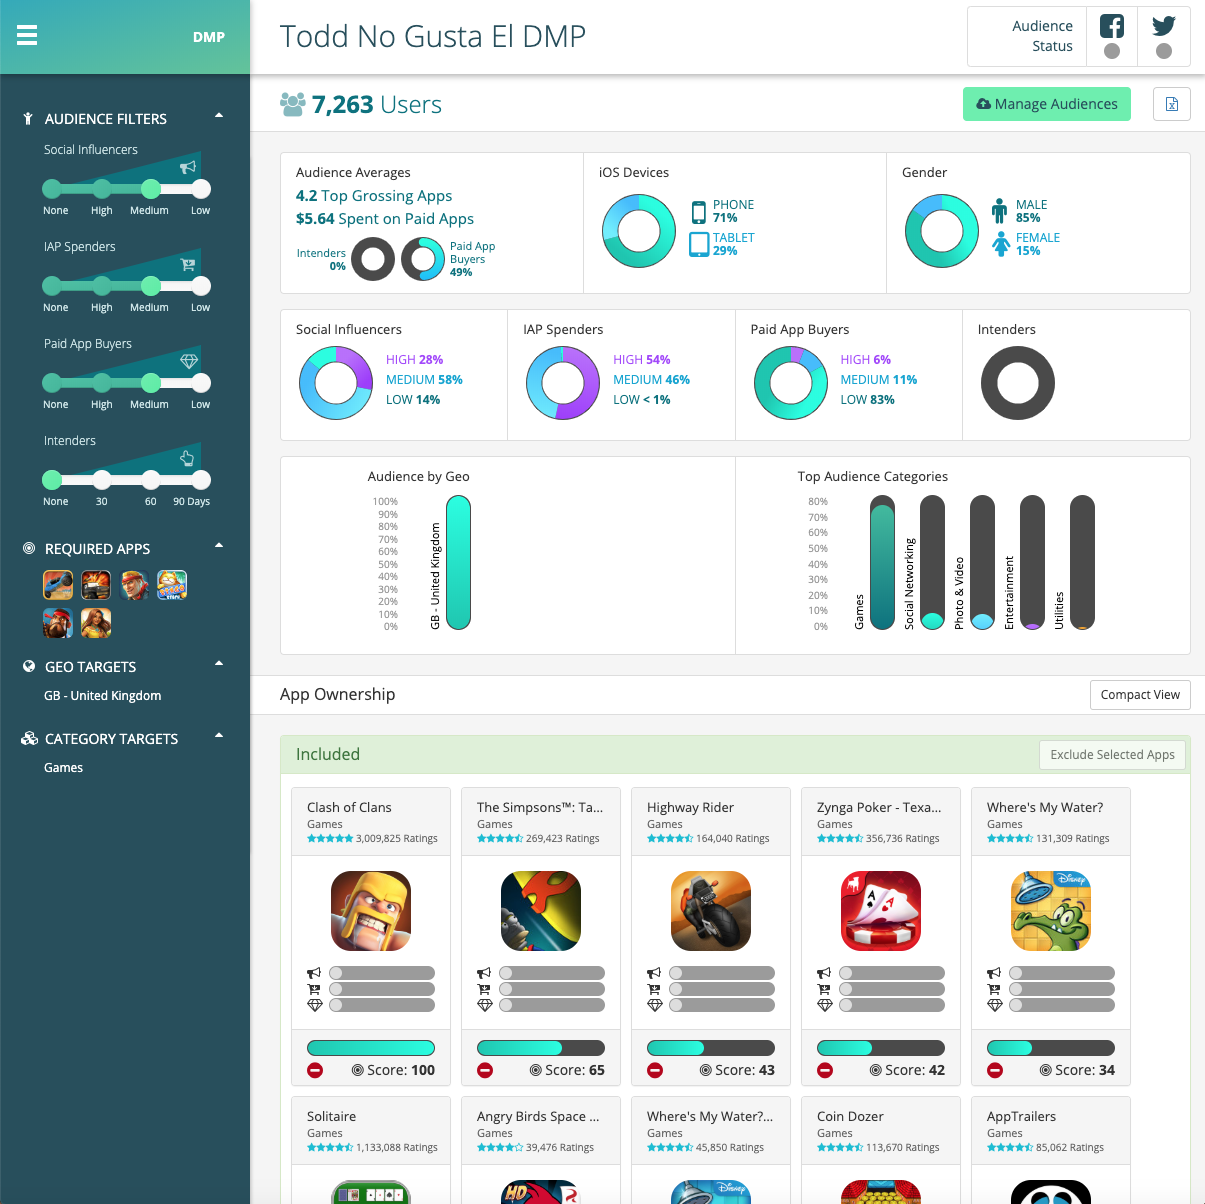 DMP
Todd No Gusta El DMP
Audience
Status
AUDIENCE FILTERS
Social Influencers
None High Medium Low
IAP Spenders
None High Medium Low
Paid App Buyers
None High Medium Low
Intenders
None 30 60 90 Days
REQUIRED APPS
GEO TARGETS
GB - United Kingdom
CATEGORY TARGETS
Games
7,263 Users
Manage Audiences
Audience Averages
4.2 Top Grossing Apps
$5.64 Spent on Paid Apps
Intenders
0%
Paid App
Buyers
49%
iOS Devices
PHONE
71%
TABLET
29%
Gender
MALE
85%
FEMALE
15%
Social Influencers
HIGH 28%
MEDIUM 58%
LOW 14%
IAP Spenders
HIGH 54%
MEDIUM 46%
LOW < 1%
Paid App Buyers
HIGH 6%
MEDIUM 11%
LOW 83%
Intenders
Audience by Geo
100%
90%
80%
70%
60%
50%
40%
30%
20%
10%
0%
GB - United Kingdom
Top Audience Categories
80%
70%
60%
50%
40%
30%
20%
10%
0%
Games
Social Networking
Photo & Video
Entertainment
Utilities
App Ownership
Compact View
Included
Exclude Selected Apps
Clash of Clans
Games
3,009,825 Ratings
Score: 100
The Simpsons™: Ta...
Games
269,423 Ratings
Score: 65
Highway Rider
Games
164,040 Ratings
Score: 43
Zynga Poker - Texa...
Games
356,736 Ratings
Score: 42
Where's My Water?
Games
131,309 Ratings
Disney
Score: 34
Solitaire
Games
1,133,088 Ratings
Angry Birds Space ...
Games
39,476 Ratings
HD
Where's My Water?...
Games
45,850 Ratings
Disney
Coin Dozer
Games
113,670 Ratings
AppTrailers
Games
85,062 Ratings